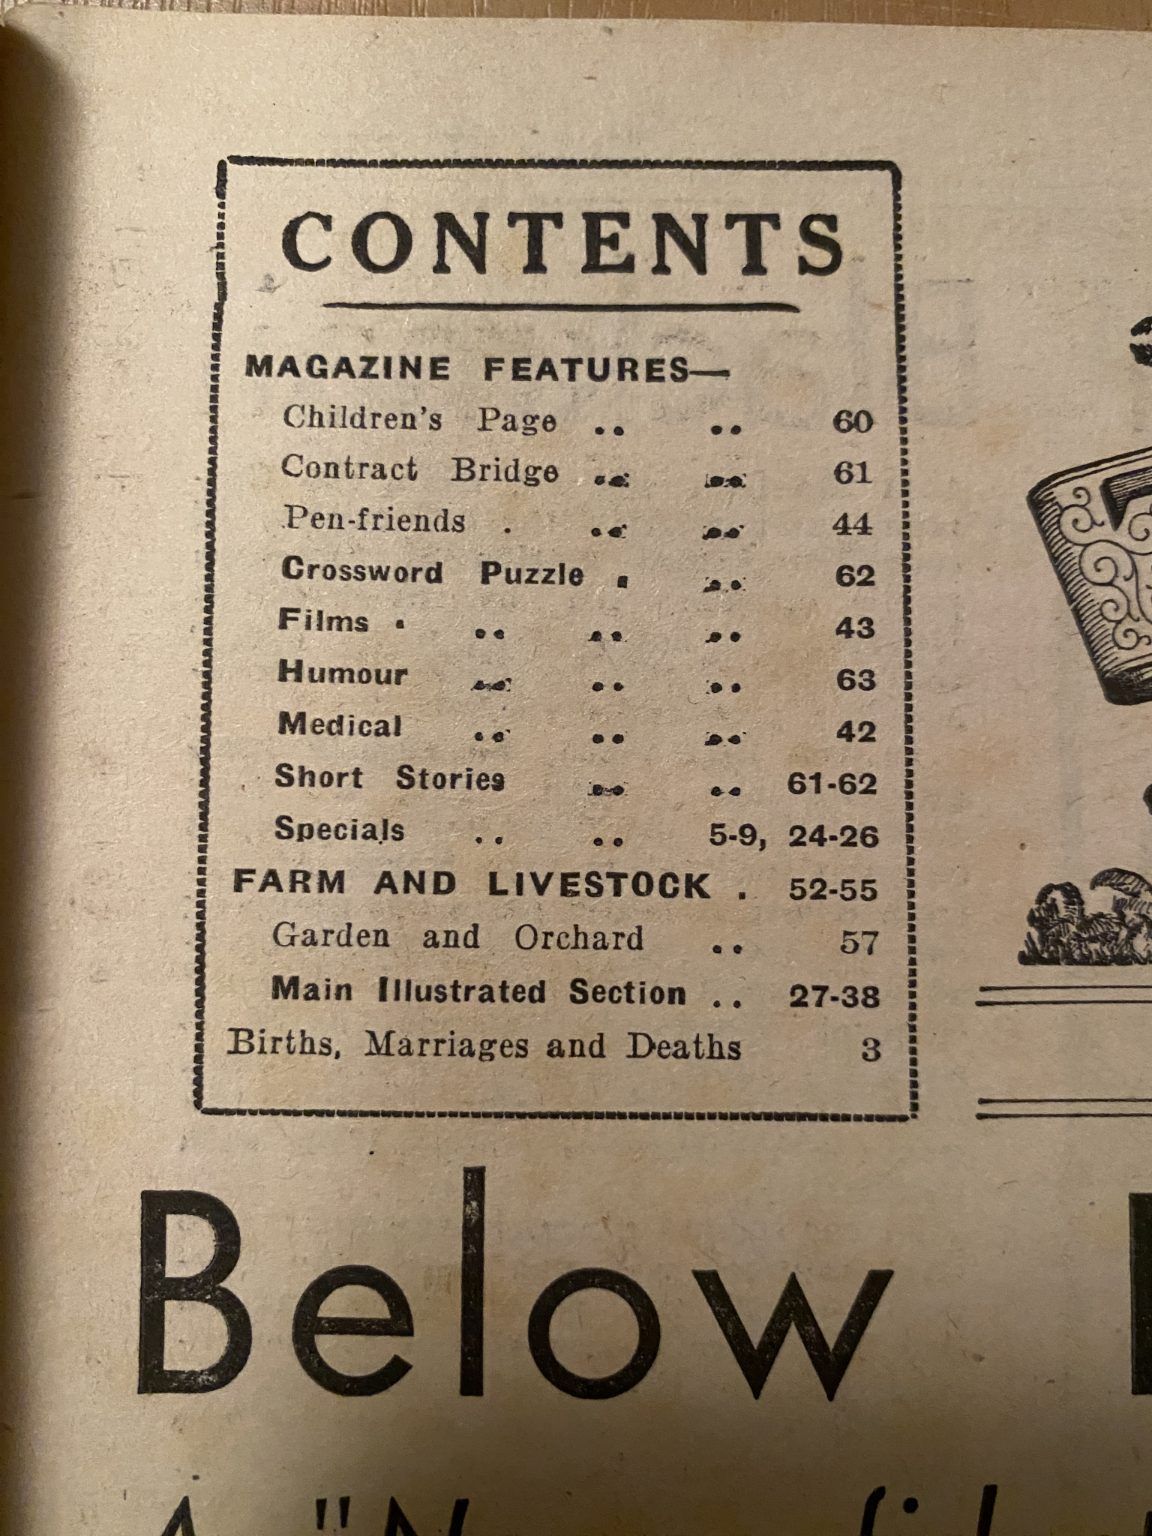 CONTENTS
MAGAZINE FEATURES—
Children's Page .. .. 60
Contract Bridge .. .. 61
Pen-friends . .. .. 44
Crossword Puzzle . .. 62
Films . .. .. .. 43
Humour .. .. .. 63
Medical .. .. .. 42
Short Stories .. .. 61-62
Specials .. .. 5-9, 24-26
FARM AND LIVESTOCK . 52-55
Garden and Orchard .. 57
Main Illustrated Section .. 27-38
Births, Marriages and Deaths 3
Below